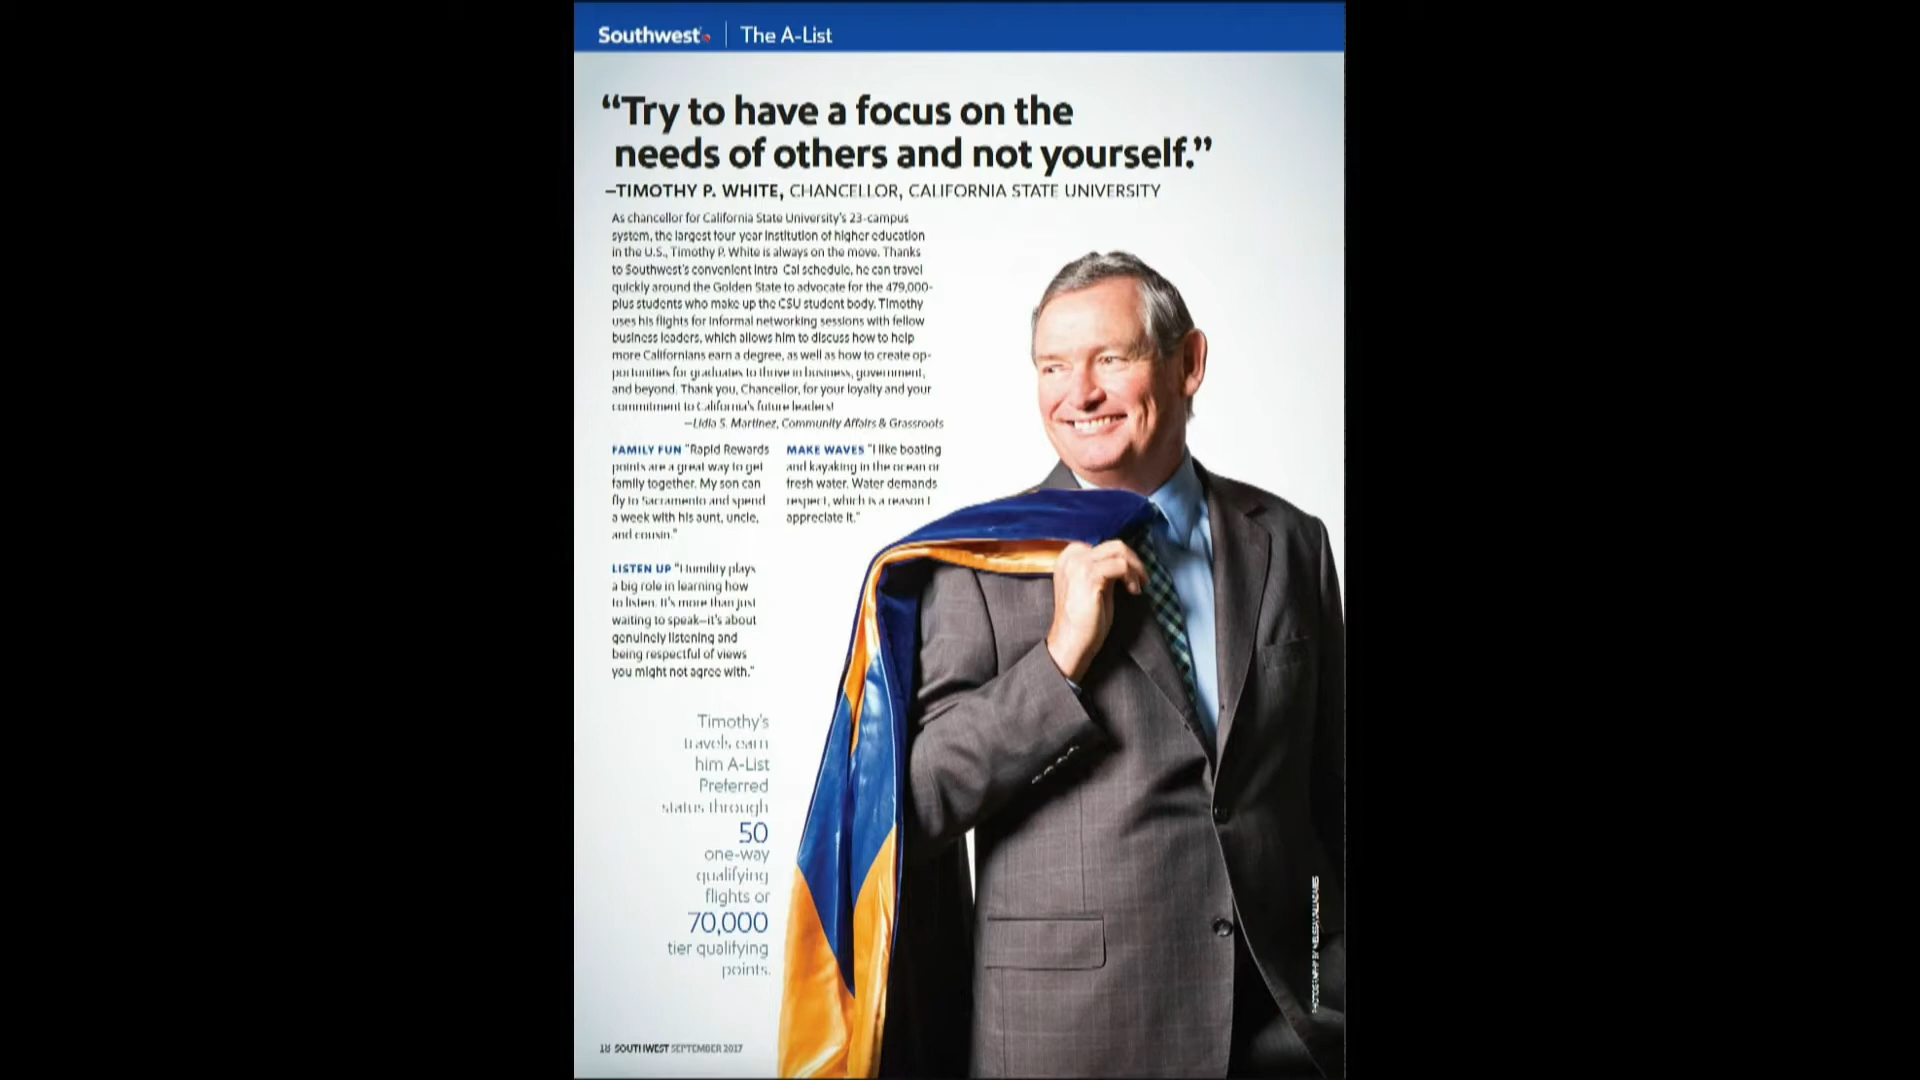 Southwest | The A-List
“Try to have a focus on the
needs of others and not yourself.”
–TIMOTHY P. WHITE, CHANCELLOR, CALIFORNIA STATE UNIVERSITY
As chancellor for California State University's 23-campus
system, the largest four year institution of higher education
in the U.S., Timothy P. White is always on the move. Thanks
to Southwest's convenient intra Cal schedule, he can travel
quickly around the Golden State to advocate for the 479,000-
plus students who make up the CSU student body. Timothy
uses his flights for informal networking sessions with fellow
business leaders, which allows him to discuss how to help
more Californians earn a degree, as well as how to create op-
portunities for graduates to thrive in business, government,
and beyond. Thank you, Chancellor, for your loyalty and your
commitment to California's future leaders!
—Lidia S. Martinez, Community Affairs & Grassroots
FAMILY FUN “Rapid Rewards
points are a great way to get
family together. My son can
fly to Sacramento and spend
a week with his aunt, uncle,
and cousin.”
MAKE WAVES “I like boating
and kayaking in the ocean or
fresh water. Water demands
respect, which is a reason I
appreciate it.”
LISTEN UP “Humility plays
a big role in learning how
to listen. It's more than just
waiting to speak—it's about
genuinely listening and
being respectful of views
you might not agree with.”
Timothy's
travels earn
him A-List
Preferred
status through
50
one-way
qualifying
flights or
70,000
tier qualifying
points.
PHOTOGRAPHY BY MELISSA VALLADARES
18 SOUTHWEST SEPTEMBER 2017